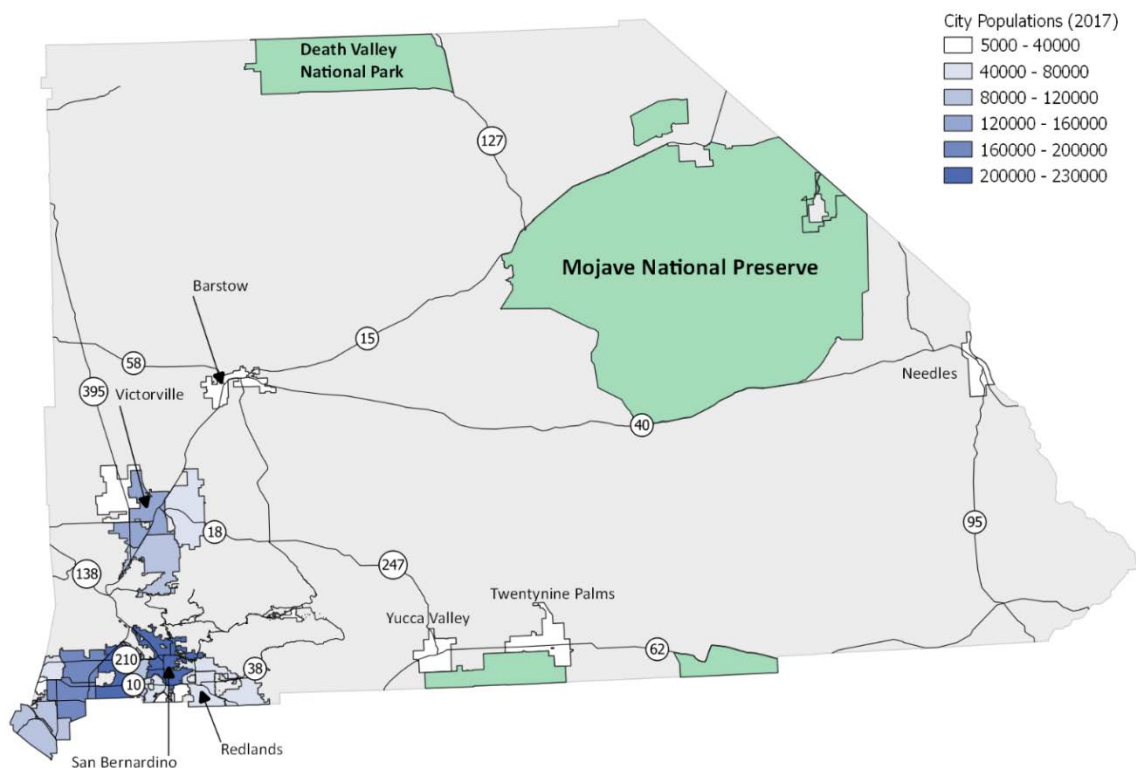 City Populations (2017)
5000 - 40000
40000 - 80000
80000 - 120000
120000 - 160000
160000 - 200000
200000 - 230000
Death Valley
National Park
127
Mojave National Preserve
Barstow
15
58
Victorville
395
Needles
40
18
95
138
247
Twentynine Palms
Yucca Valley
62
210
38
10
Redlands
San Bernardino